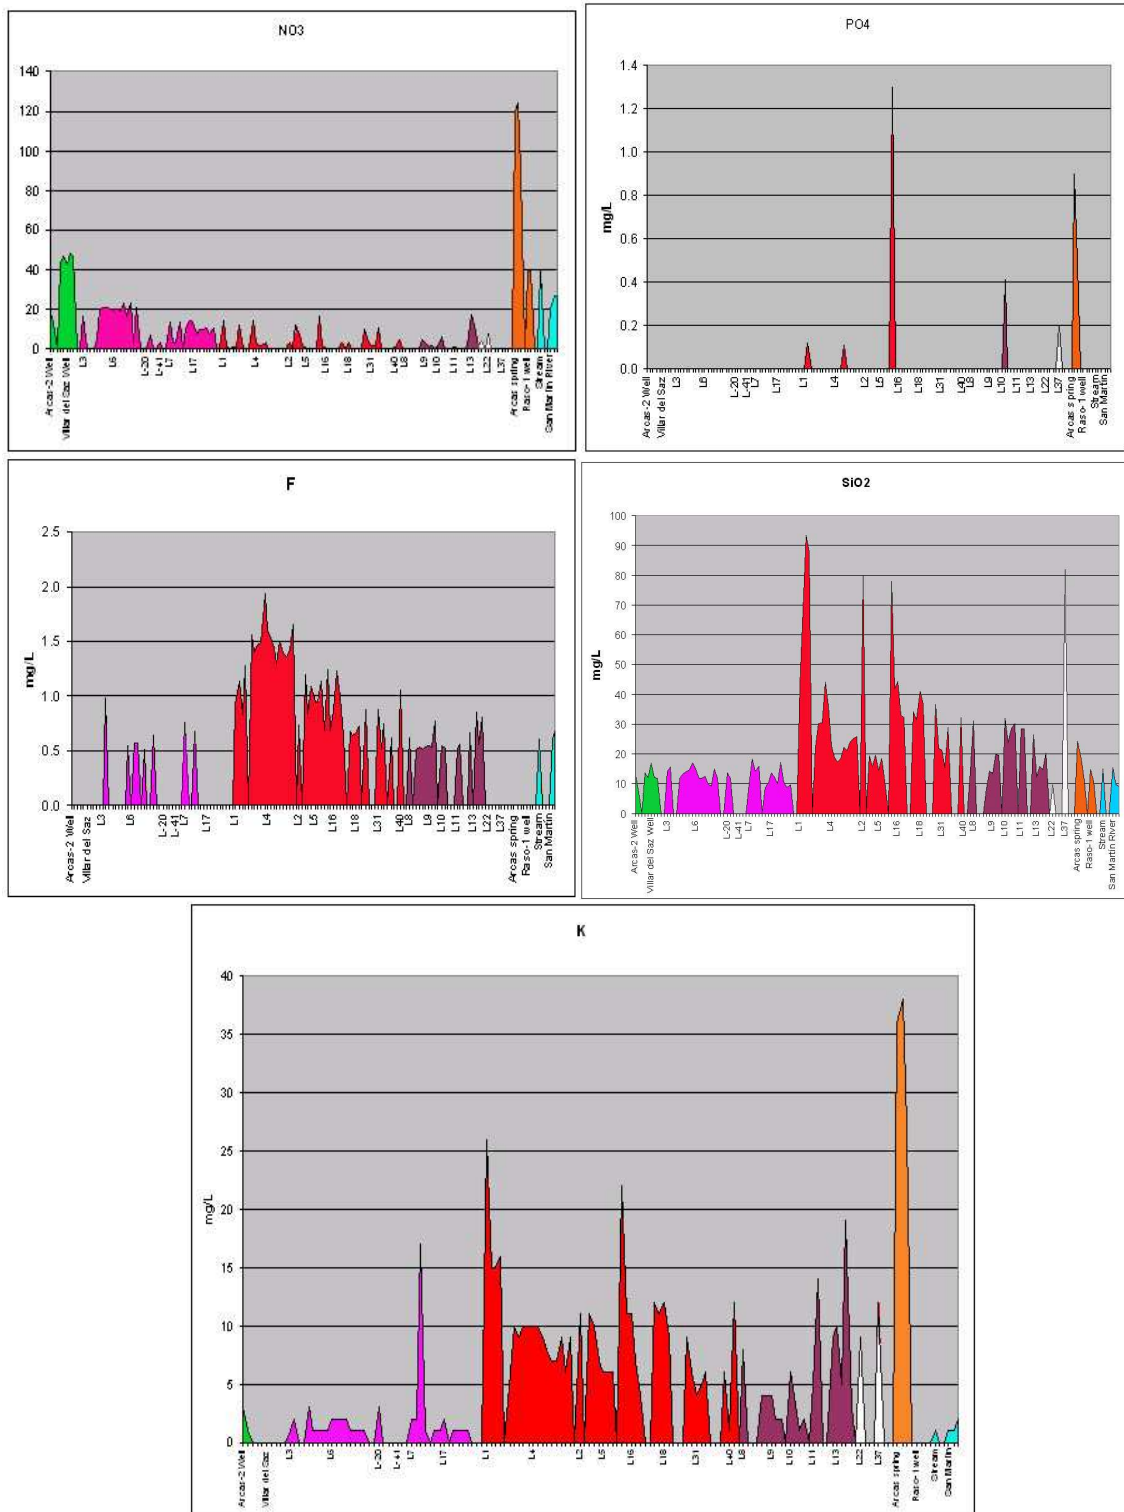 NO3
140
120
100
80
60
40
20
0
Arcas-2 Well
Villar del Saz Well
L3
L6
L-20
L-41
L7
L17
L1
L4
L2
L5
L16
L18
L31
L40
L8
L9
L10
L11
L13
L22
L37
Arcas spring
Raso-1 well
Stream
San Martin River
PO4
mg/L
1.4
1.2
1.0
0.8
0.6
0.4
0.2
0.0
Arcas-2 Well
Villar del Saz
L3
L6
L-20
L-41
L7
L17
L1
L4
L2
L5
L16
L18
L31
L40
L8
L9
L10
L11
L13
L22
L37
Arcas spring
Raso-1 well
Stream
San Martin
F
mg/L
2.5
2.0
1.5
1.0
0.5
0.0
Arcas-2 Well
Villar del Saz
L3
L6
L-20
L-41
L7
L17
L1
L4
L2
L5
L16
L18
L31
L40
L8
L9
L10
L11
L13
L22
L37
Arcas spring
Raso-1 well
Stream
San Martin
SiO2
mg/L
100
90
80
70
60
50
40
30
20
10
0
Arcas-2 Well
Villar del Saz Well
L3
L6
L-20
L-41
L7
L17
L1
L4
L2
L5
L16
L18
L31
L40
L8
L9
L10
L11
L13
L22
L37
Arcas spring
Raso-1 well
Stream
San Martin River
K
mg/L
40
35
30
25
20
15
10
5
0
Arcas-2 Well
Villar del Saz
L3
L6
L-20
L-41
L7
L17
L1
L4
L2
L5
L16
L18
L31
L40
L8
L9
L10
L11
L13
L22
L37
Arcas spring
Raso-1 well
Stream
San Martin